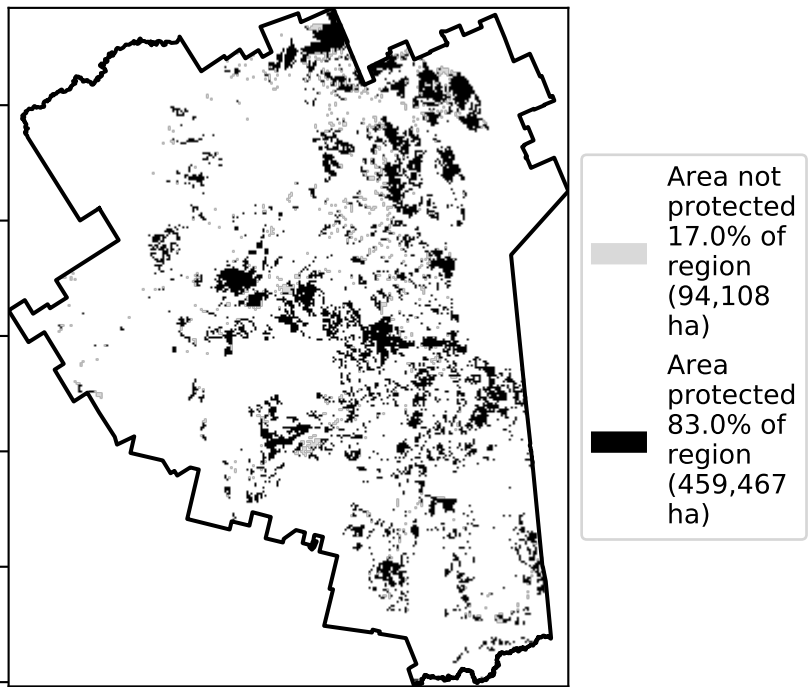 Area not
protected
17.0% of
region
(94,108
ha)
Area
protected
83.0% of
region
(459,467
ha)